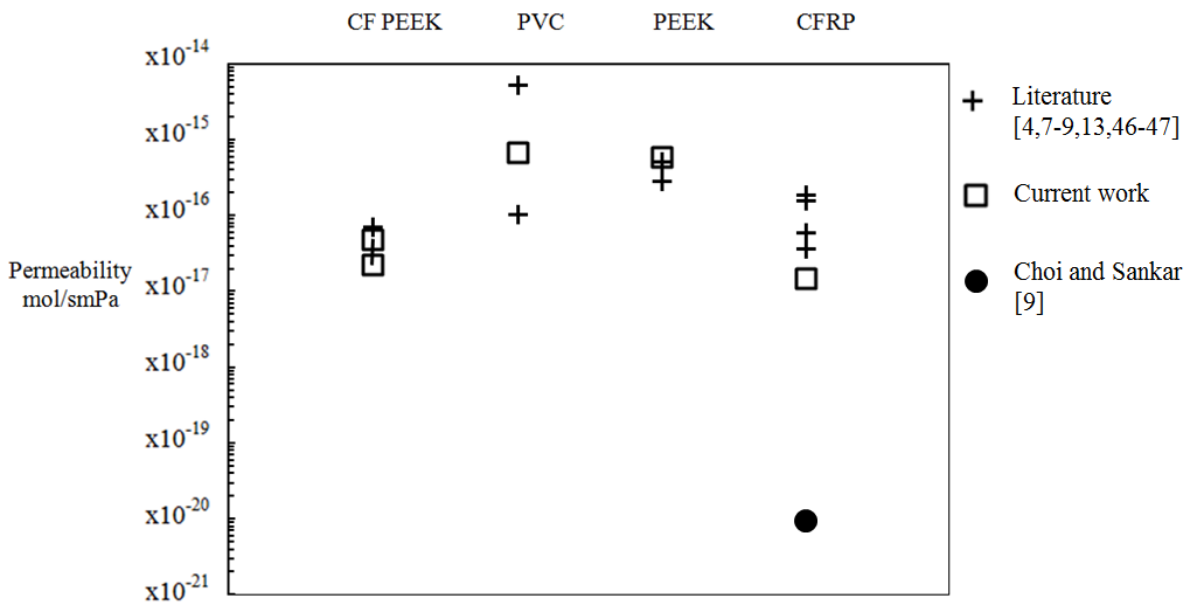 CF PEEK PVC PEEK CFRP
x10^-14
x10^-15
x10^-16
x10^-17
x10^-18
x10^-19
x10^-20
x10^-21
Permeability
mol/smPa
Literature
[4,7-9,13,46-47]
Current work
Choi and Sankar
[9]